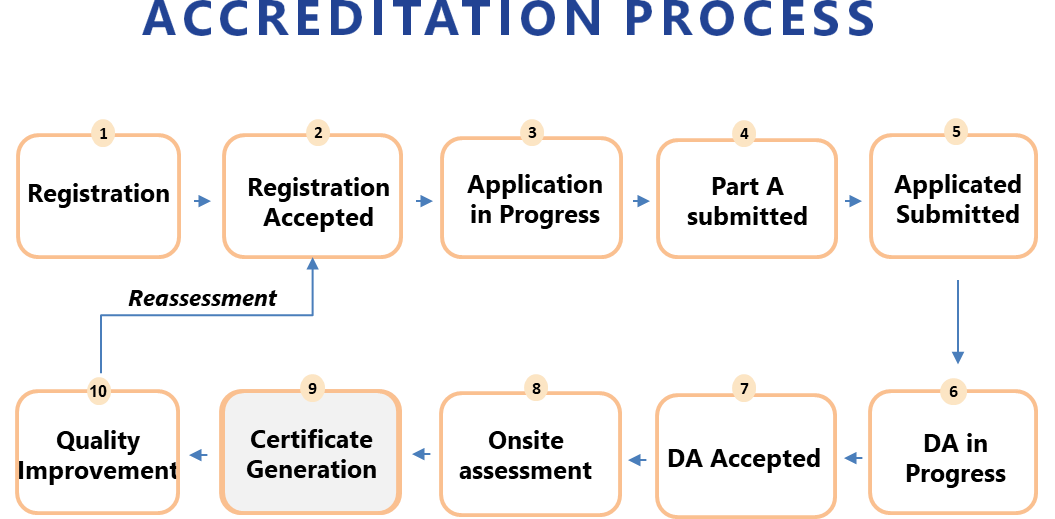 ACCREDITATION PROCESS
1
Registration
2
Registration
Accepted
3
Application
in Progress
4
Part A
submitted
5
Applicated
Submitted
Reassessment
6
DA in
Progress
7
DA Accepted
8
Onsite
assessment
9
Certificate
Generation
10
Quality
Improvement